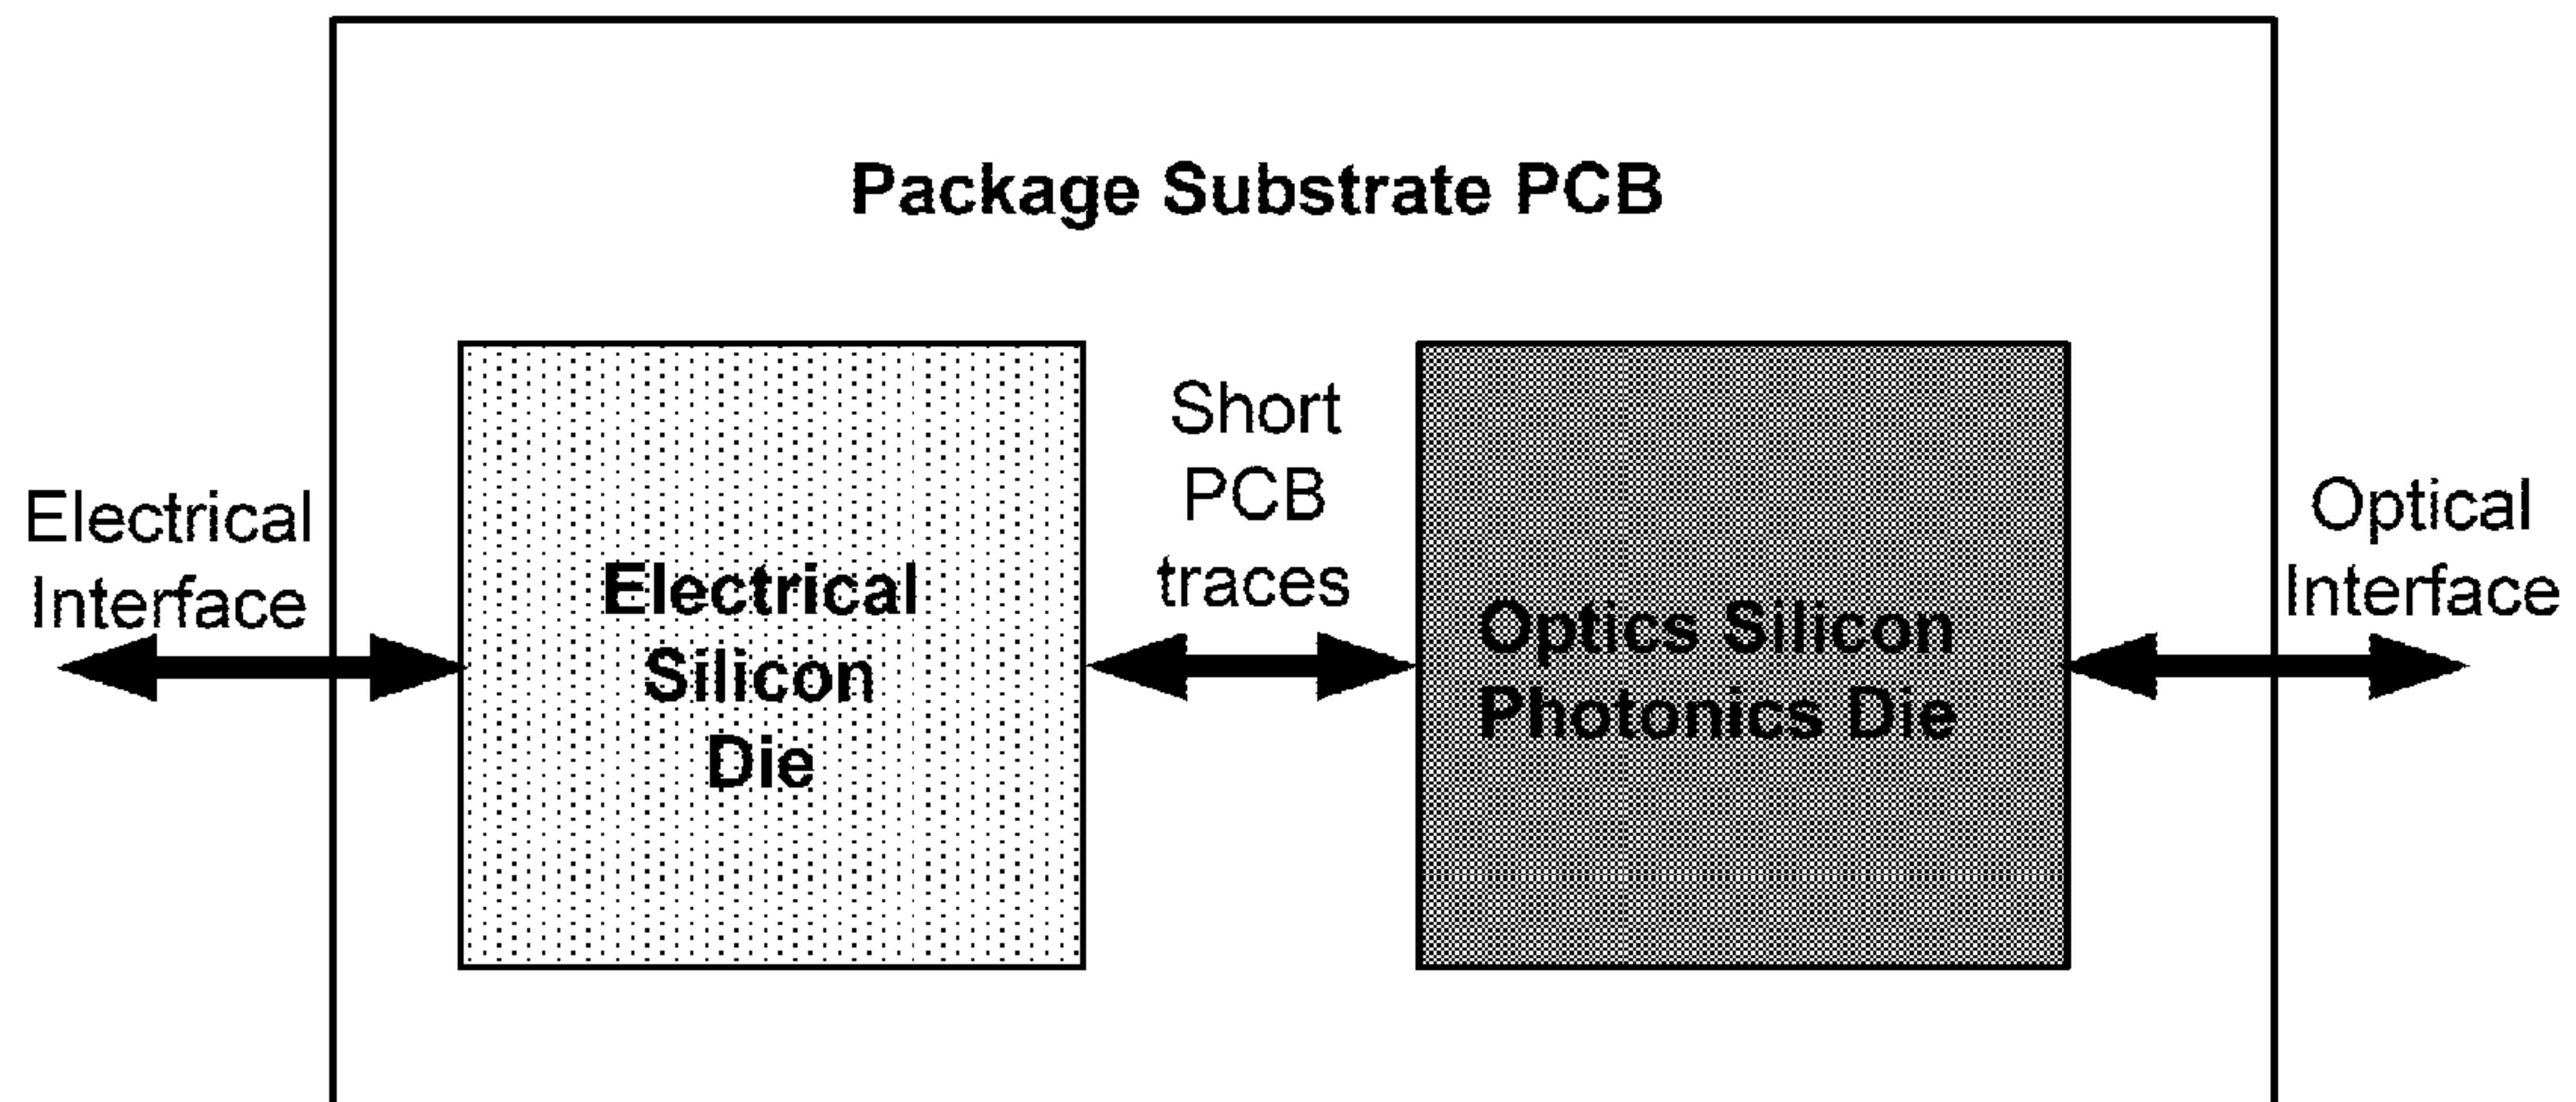 Package Substrate PCB
Electrical
Interface
Electrical
Silicon
Die
Short
PCB
traces
Optics Silicon
Photonics Die
Optical
Interface